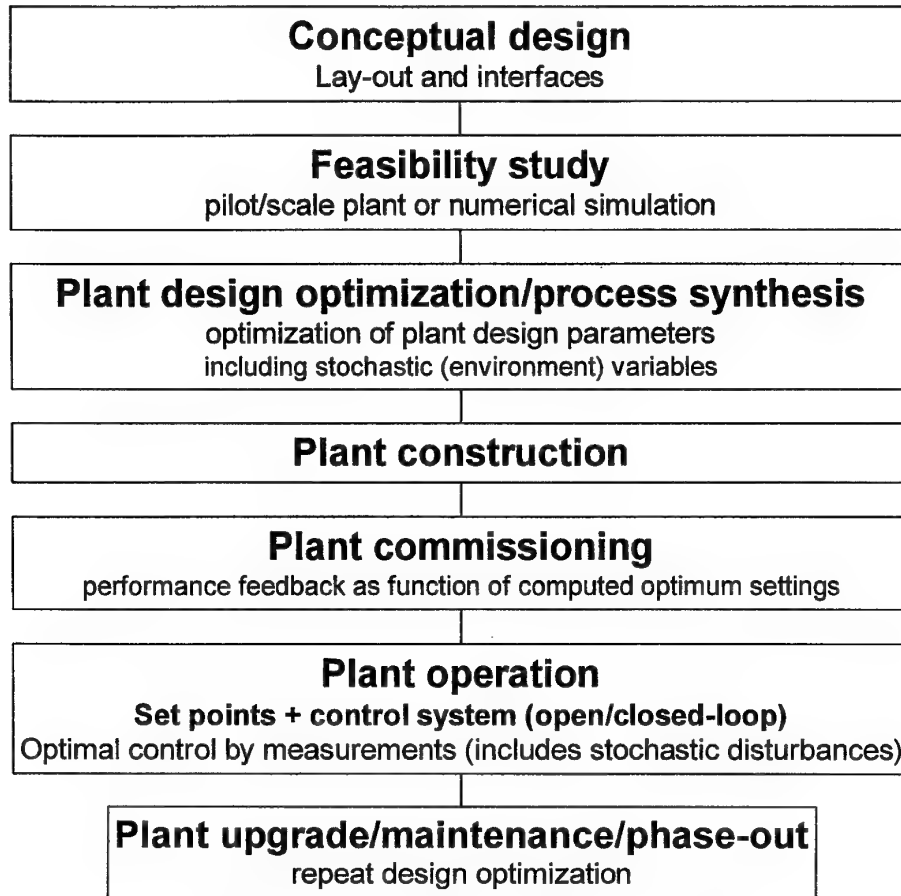 Conceptual design
Lay-out and interfaces
Feasibility study
pilot/scale plant or numerical simulation
Plant design optimization/process synthesis
optimization of plant design parameters
including stochastic (environment) variables
Plant construction
Plant commissioning
performance feedback as function of computed optimum settings
Plant operation
Set points + control system (open/closed-loop)
Optimal control by measurements (includes stochastic disturbances)
Plant upgrade/maintenance/phase-out
repeat design optimization